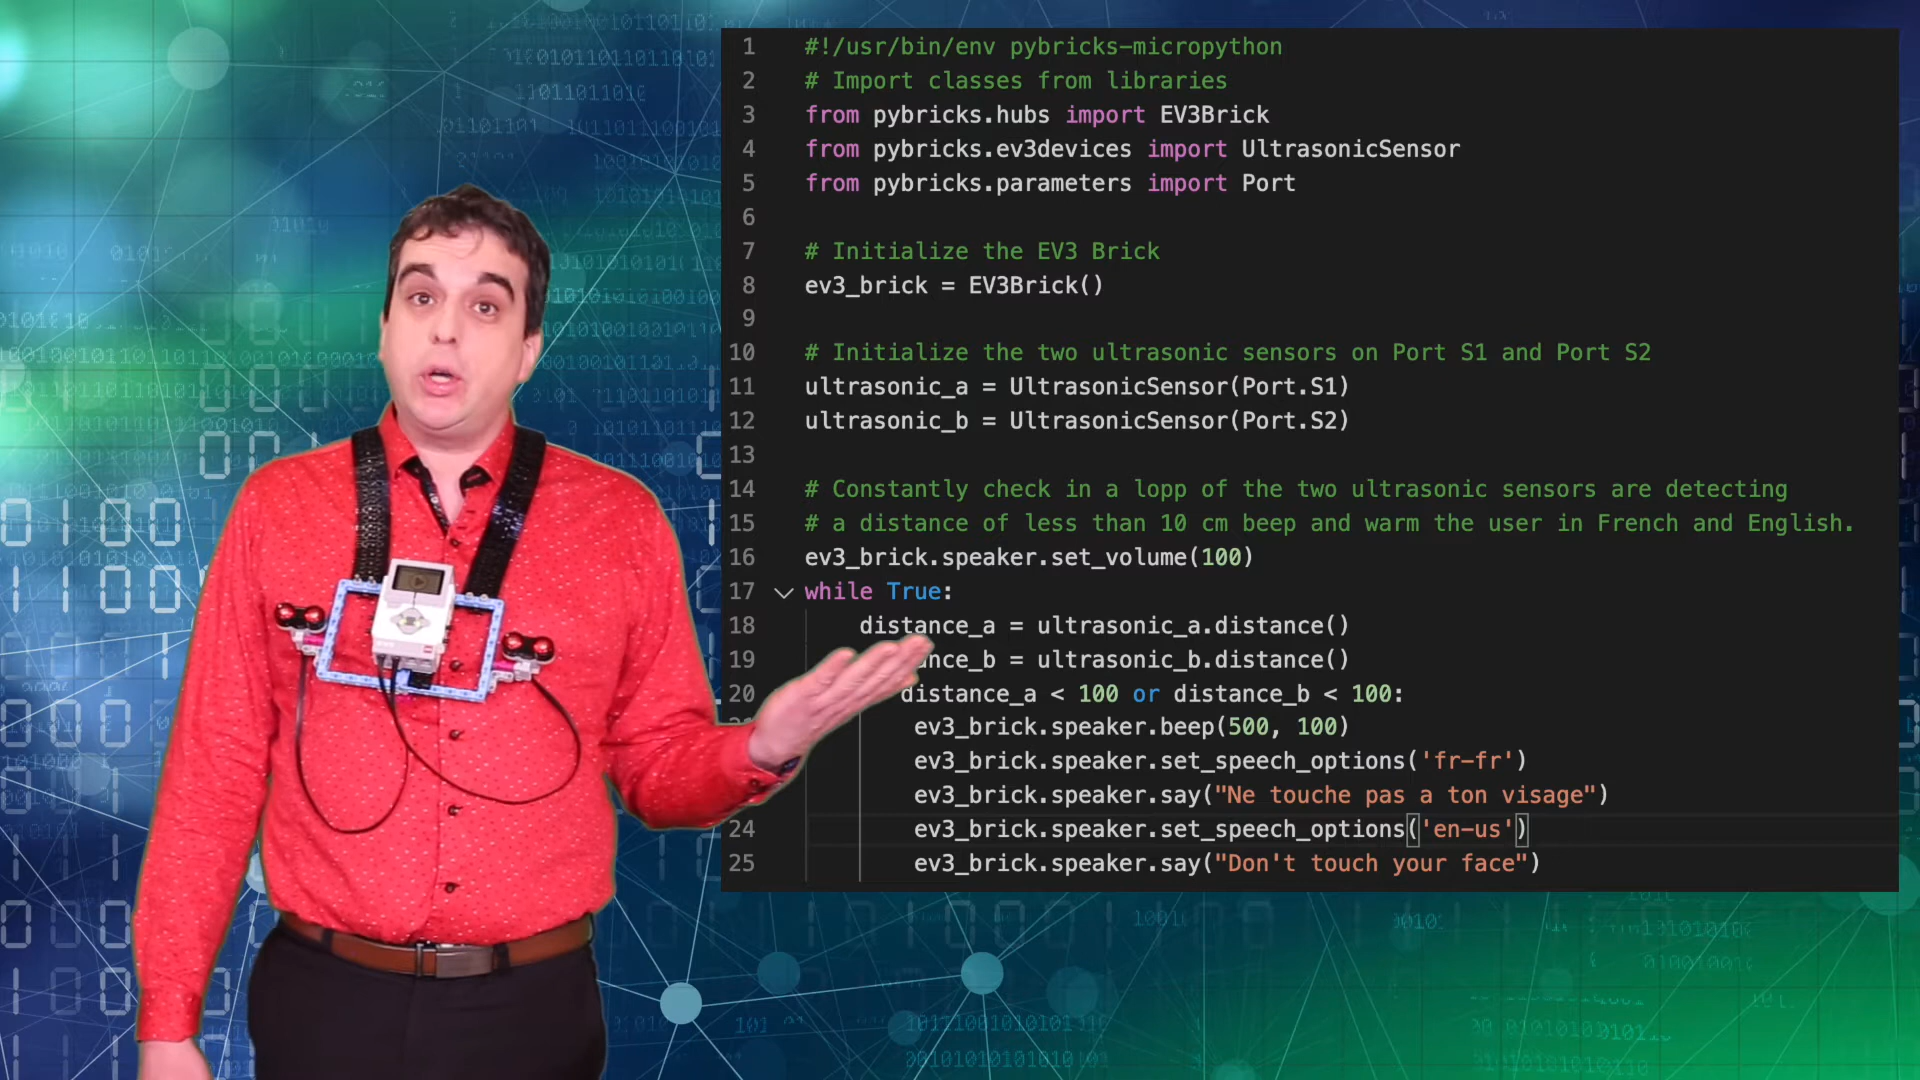 1 #!/usr/bin/env pybricks-micropython
2 # Import classes from libraries
3 from pybricks.hubs import EV3Brick
4 from pybricks.ev3devices import UltrasonicSensor
5 from pybricks.parameters import Port
6
7 # Initialize the EV3 Brick
8 ev3_brick = EV3Brick()
9
10 # Initialize the two ultrasonic sensors on Port S1 and Port S2
11 ultrasonic_a = UltrasonicSensor(Port.S1)
12 ultrasonic_b = UltrasonicSensor(Port.S2)
13
14 # Constantly check in a lopp of the two ultrasonic sensors are detecting
15 # a distance of less than 10 cm beep and warm the user in French and English.
16 ev3_brick.speaker.set_volume(100)
17 while True:
18 distance_a = ultrasonic_a.distance()
19 ance_b = ultrasonic_b.distance()
20 distance_a < 100 or distance_b < 100:
ev3_brick.speaker.beep(500, 100)
ev3_brick.speaker.set_speech_options('fr-fr')
ev3_brick.speaker.say("Ne touche pas a ton visage")
24 ev3_brick.speaker.set_speech_options('en-us')
25 ev3_brick.speaker.say("Don't touch your face")